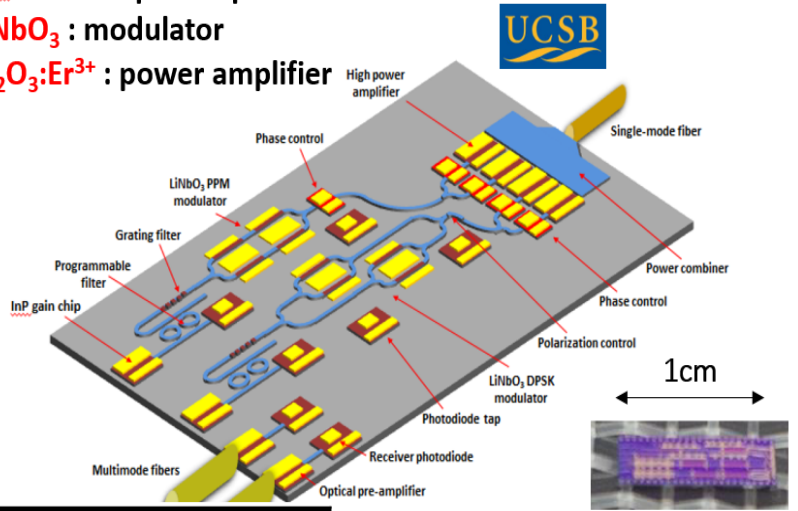 NbO₃ : modulator
₂O₃:Er³⁺ : power amplifier
UCSB
High power
amplifier
Single-mode fiber
Phase control
LiNbO₃ PPM
modulator
Grating filter
Programmable
filter
InP gain chip
Power combiner
Phase control
Polarization control
1cm
LiNbO₃ DPSK
modulator
Photodiode tap
Receiver photodiode
Multimode fibers
Optical pre-amplifier